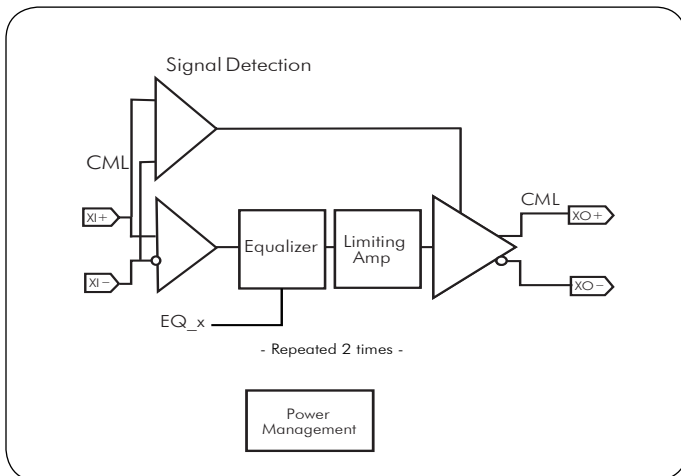 Signal Detection
CML
XI+
XI−
Equalizer
Limiting
Amp
CML
XO+
XO−
EQ_x
- Repeated 2 times -
Power
Management